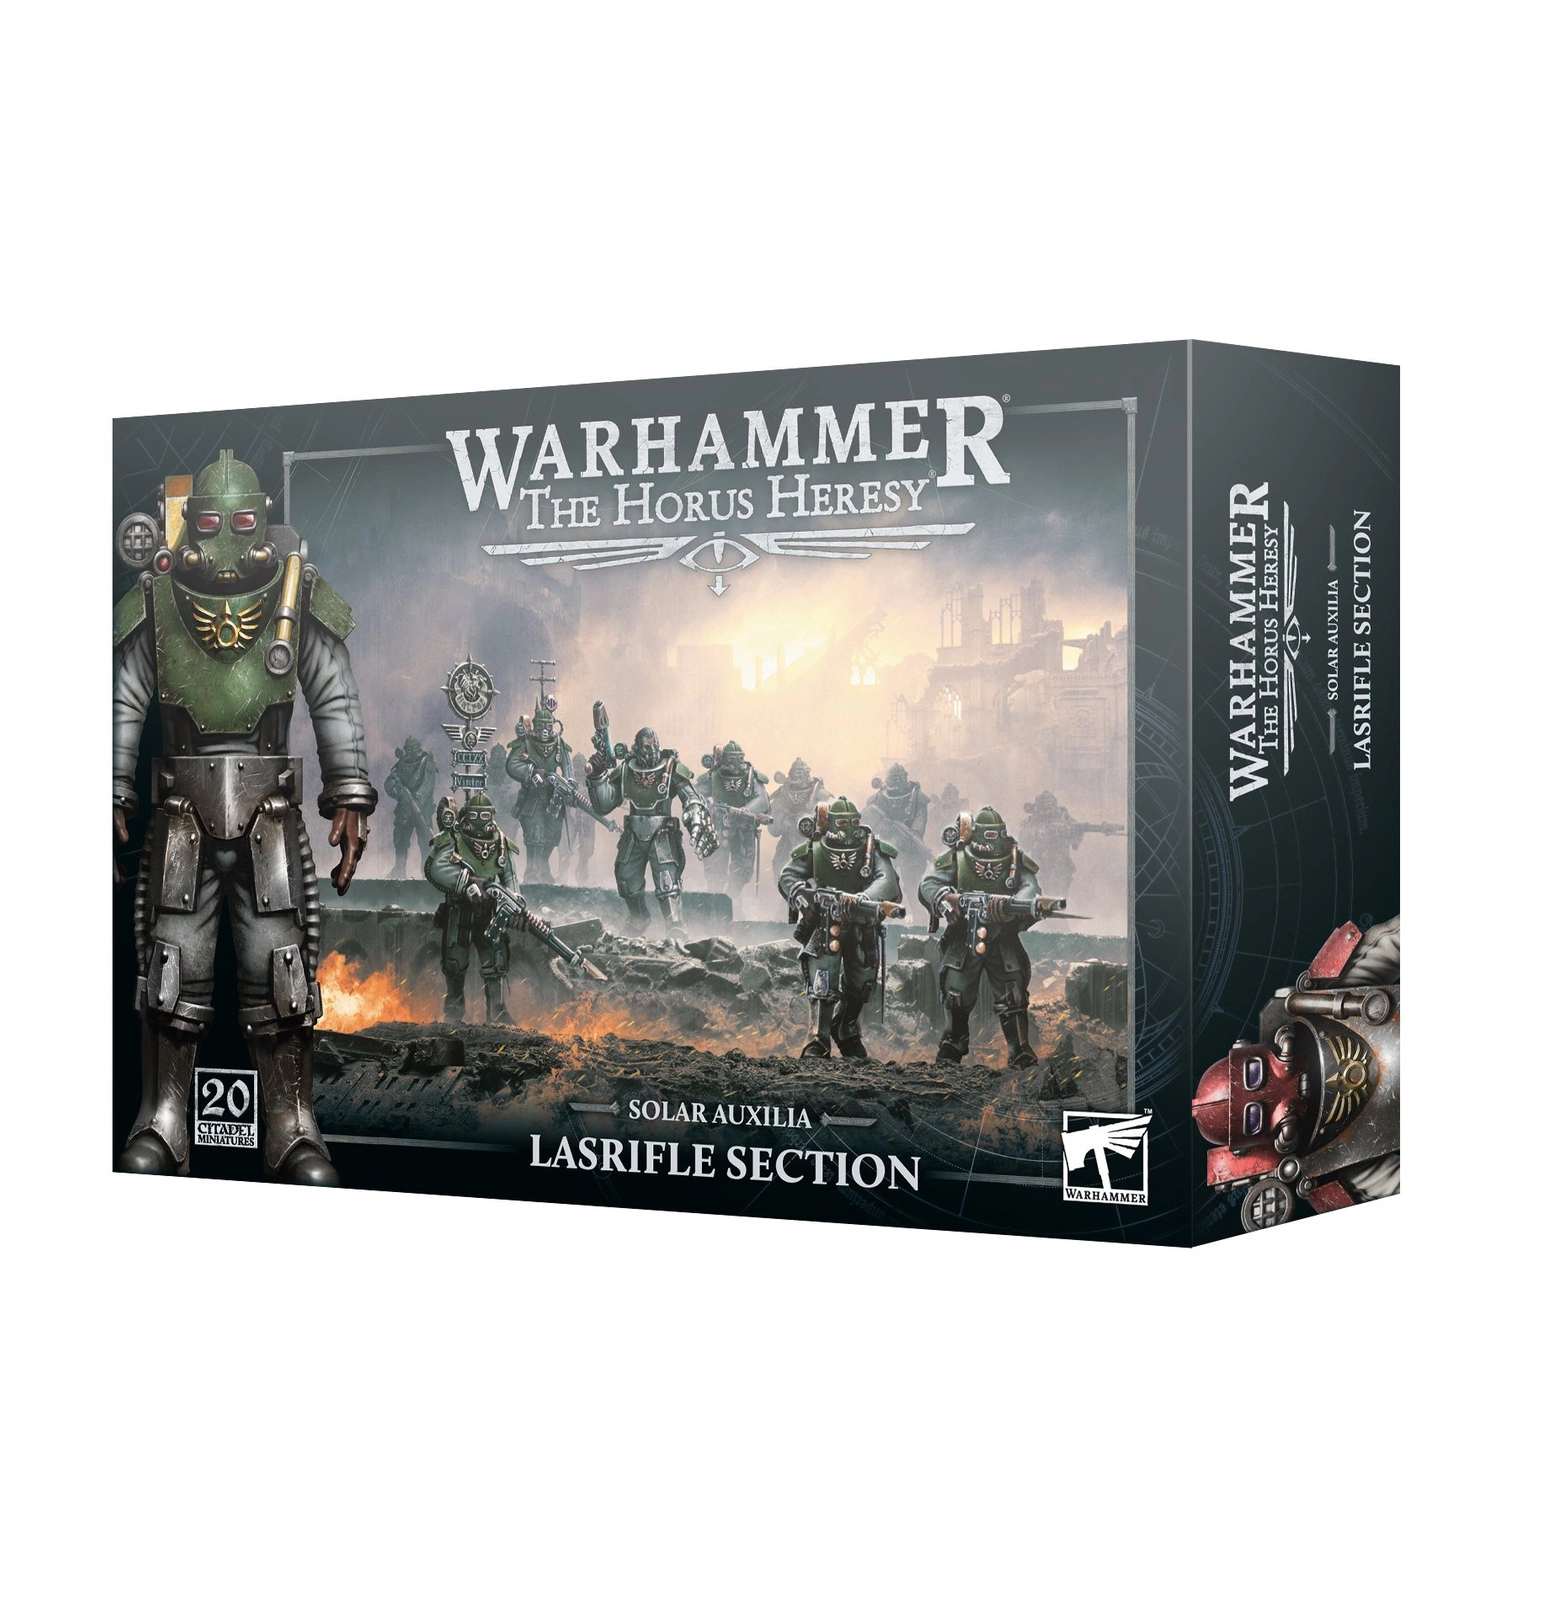 WARHAMMER®
THE HORUS HERESY®
20
CITADEL
MINIATURES
SOLAR AUXILIA
LASRIFLE SECTION
WARHAMMER™
WARHAMMER
THE HORUS HERESY
SOLAR AUXILIA
LASRIFLE SECTION